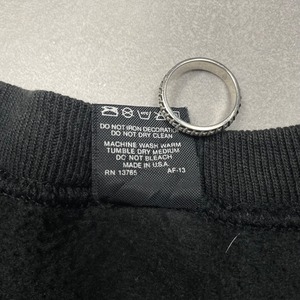 DO NOT IRON DECORATION
DO NOT DRY CLEAN
MACHINE WASH WARM
TUMBLE DRY MEDIUM
DO NOT BLEACH
MADE IN U.S.A.
RN 13765 AF-13